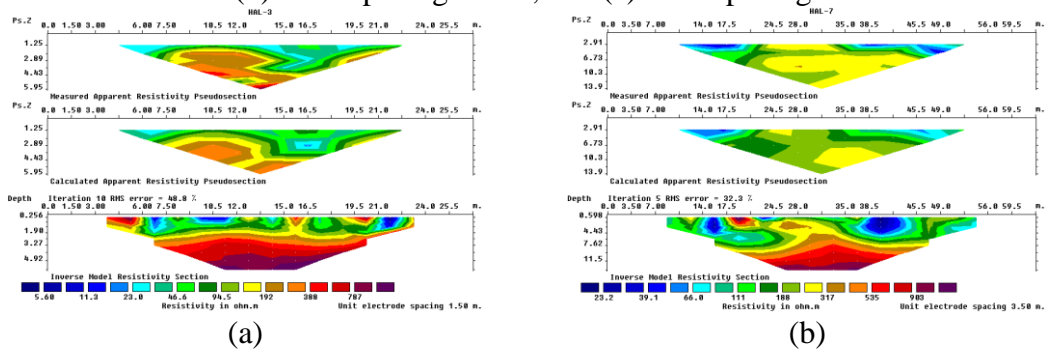 HAL-3
Ps.Z 0.0 1.50 3.00 7.50 10.5 12.0 15.0 16.5 19.5 21.0 24.0 25.5 m.
1.25
2.89
4.43
5.95
Measured Apparent Resistivity Pseudosection
Ps.Z 0.0 1.50 3.00 7.50 10.5 12.0 15.0 16.5 19.5 21.0 24.0 25.5 m.
1.25
2.89
4.43
5.95
Calculated Apparent Resistivity Pseudosection
Depth Iteration 10 RMS error = 48.8 %
0.0 1.50 3.00 7.50 10.5 12.0 15.0 16.5 19.5 21.0 24.0 25.5 m.
0.256
1.90
3.27
4.92
Inverse Model Resistivity Section
5.60 11.3 23.0 46.6 94.5 192 388 787
Resistivity in ohm.m Unit electrode spacing 1.50 m.
(a)
HAL-7
Ps.Z 0.0 3.50 7.00 14.0 17.5 24.5 28.0 35.0 38.5 45.5 49.0 56.0 59.5 m.
2.91
6.73
10.3
13.9
Measured Apparent Resistivity Pseudosection
Ps.Z 0.0 3.50 7.00 14.0 17.5 24.5 28.0 35.0 38.5 45.5 49.0 56.0 59.5 m.
2.91
6.73
10.3
13.9
Calculated Apparent Resistivity Pseudosection
Depth Iteration 5 RMS error = 32.3 %
0.0 3.50 7.00 14.0 17.5 24.5 28.0 35.0 38.5 45.5 49.0 56.0 59.5 m.
0.598
4.43
7.62
11.5
Inverse Model Resistivity Section
23.2 39.1 66.0 111 188 317 535 903
Resistivity in ohm.m Unit electrode spacing 3.50 m.
(b)